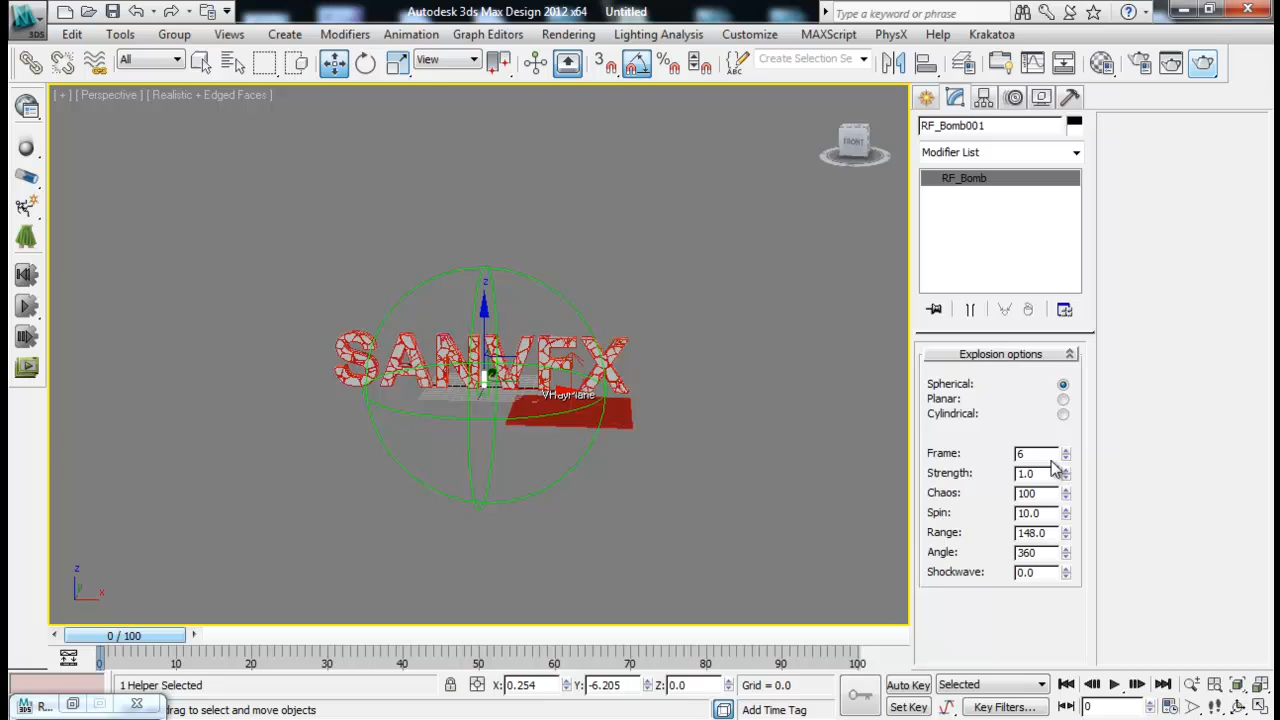 Autodesk 3ds Max Design 2012 x64 Untitled
Type a keyword or phrase
Edit Tools Group Views Create Modifiers Animation Graph Editors Rendering Lighting Analysis Customize MAXScript PhysX Help Krakatoa
All View 3 Create Selection Se
[ + ] [ Perspective ] [ Realistic + Edged Faces ]
FRONT
RF_Bomb001
Modifier List
RF_Bomb
z
SANVFX
VRayPlane
Explosion options
Spherical:
Planar:
Cylindrical:
Frame: 6
Strength: 1.0
Chaos: 100
Spin: 10.0
Range: 148.0
Angle: 360
Shockwave: 0.0
z
y
x
0 / 100
0 10 20 30 40 50 60 70 80 90 100
1 Helper Selected X: 0.254 Y: -6.205 Z: 0.0 Grid = 0.0 Auto Key Selected
R... drag to select and move objects Add Time Tag Set Key Key Filters... 0